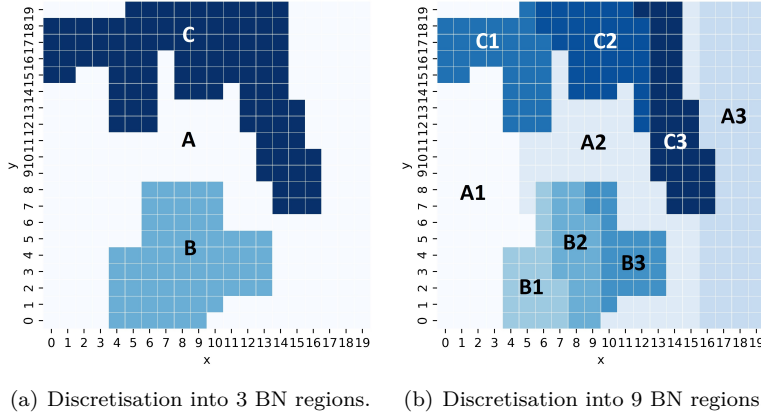 C
A
B
y
0 1 2 3 4 5 6 7 8 9 10 11 12 13 14 15 16 17 18 19
0 1 2 3 4 5 6 7 8 9 10 11 12 13 14 15 16 17 18 19
x
C1 C2
A3
A2 C3
A1
B2
B3
B1
y
0 1 2 3 4 5 6 7 8 9 10 11 12 13 14 15 16 17 18 19
0 1 2 3 4 5 6 7 8 9 10 11 12 13 14 15 16 17 18 19
x
(a) Discretisation into 3 BN regions.
(b) Discretisation into 9 BN regions